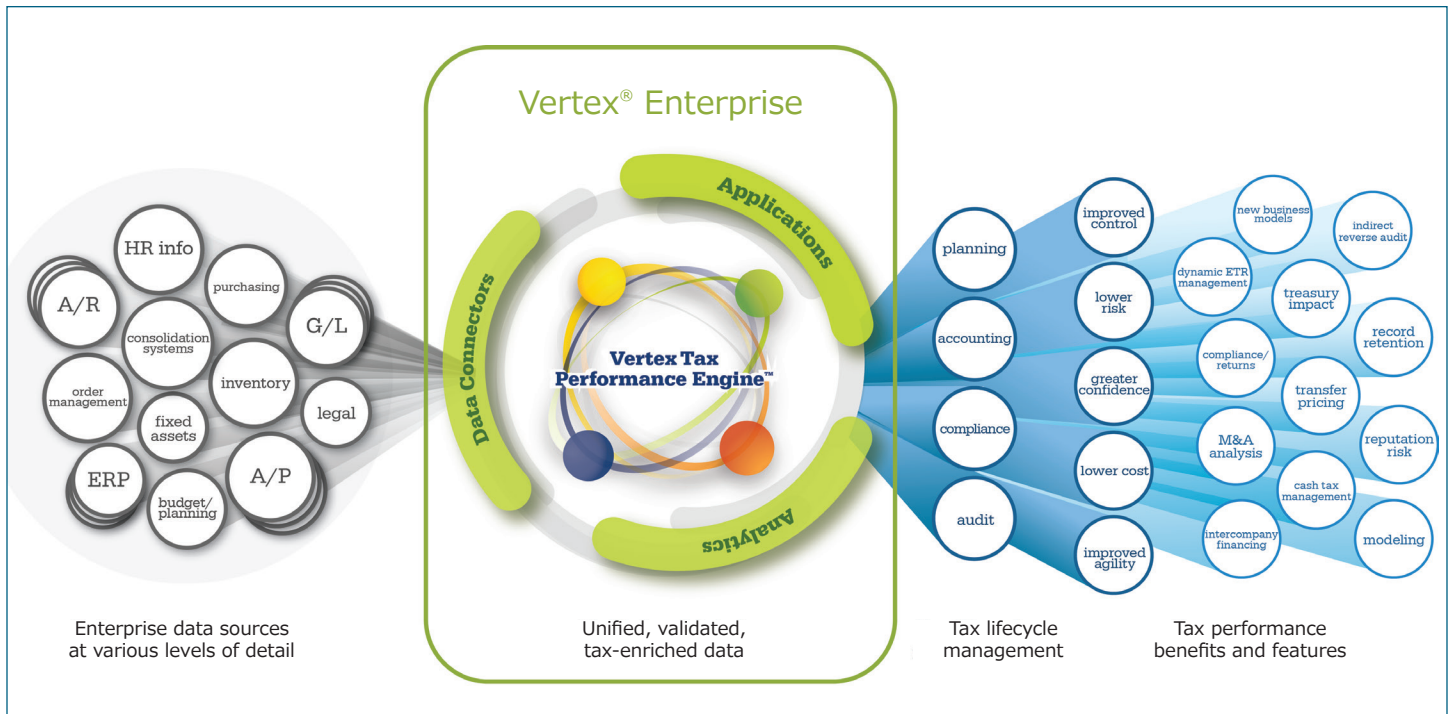 Vertex® Enterprise
HR info
purchasing
A/R
G/L
consolidation
systems
inventory
order
management
fixed
assets
legal
ERP
budget/
planning
A/P
Data Connectors
Applications
Analytics
Vertex Tax
Performance Engine™
planning
accounting
compliance
audit
improved
control
lower
risk
greater
confidence
lower cost
improved
agility
new business
models
indirect
reverse audit
dynamic ETR
management
treasury
impact
record
retention
compliance/
returns
transfer
pricing
M&A
analysis
reputation
risk
cash tax
management
intercompany
financing
modeling
Enterprise data sources
at various levels of detail
Unified, validated,
tax-enriched data
Tax lifecycle
management
Tax performance
benefits and features